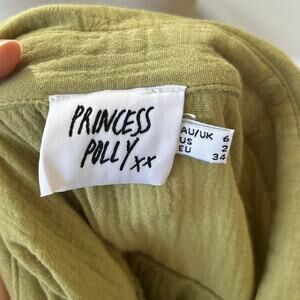 PRINCESS
POLLY xx
AU/UK 6
US 2
EU 34